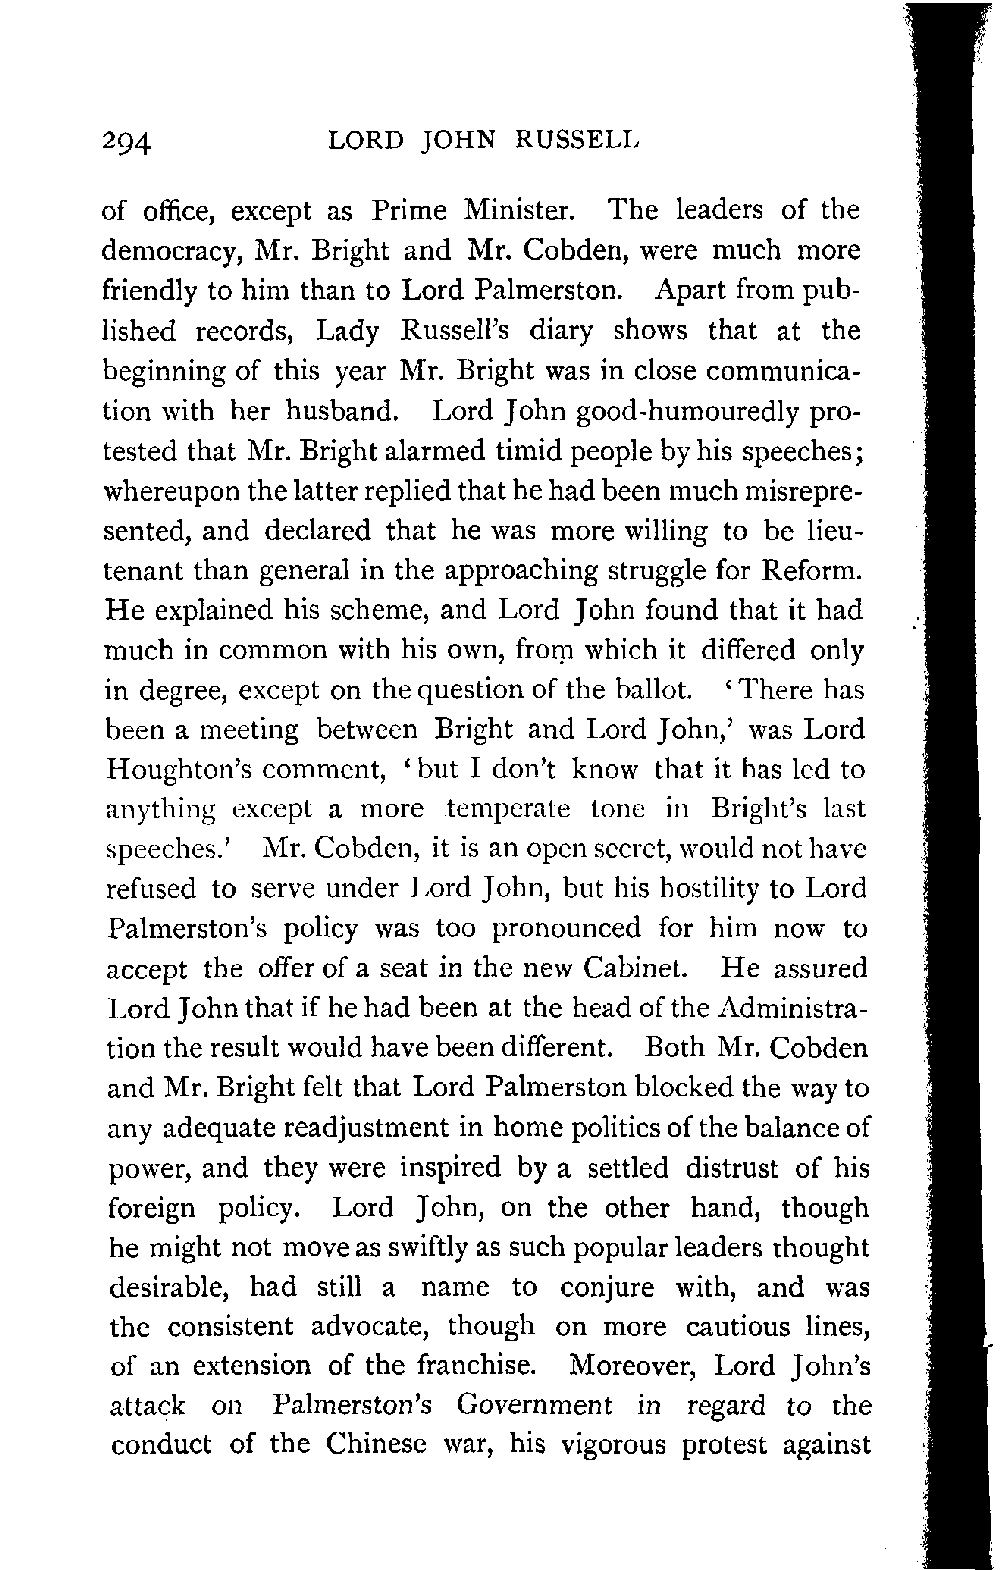 294 LORD JOHN RUSSELL
of office, except as Prime Minister. The leaders of the
democracy, Mr. Bright and Mr. Cobden, were much more
friendly to him than to Lord Palmerston. Apart from pub-
lished records, Lady Russell's diary shows that at the
beginning of this year Mr. Bright was in close communica-
tion with her husband. Lord John good-humouredly pro-
tested that Mr. Bright alarmed timid people by his speeches;
whereupon the latter replied that he had been much misrepre-
sented, and declared that he was more willing to be lieu-
tenant than general in the approaching struggle for Reform.
He explained his scheme, and Lord John found that it had
much in common with his own, from which it differed only
in degree, except on the question of the ballot. ‘There has
been a meeting between Bright and Lord John,’ was Lord
Houghton's comment, ‘but I don't know that it has led to
anything except a more temperate tone in Bright's last
speeches.’ Mr. Cobden, it is an open secret, would not have
refused to serve under Lord John, but his hostility to Lord
Palmerston's policy was too pronounced for him now to
accept the offer of a seat in the new Cabinet. He assured
Lord John that if he had been at the head of the Administra-
tion the result would have been different. Both Mr. Cobden
and Mr. Bright felt that Lord Palmerston blocked the way to
any adequate readjustment in home politics of the balance of
power, and they were inspired by a settled distrust of his
foreign policy. Lord John, on the other hand, though
he might not move as swiftly as such popular leaders thought
desirable, had still a name to conjure with, and was
the consistent advocate, though on more cautious lines,
of an extension of the franchise. Moreover, Lord John's
attack on Palmerston's Government in regard to the
conduct of the Chinese war, his vigorous protest against